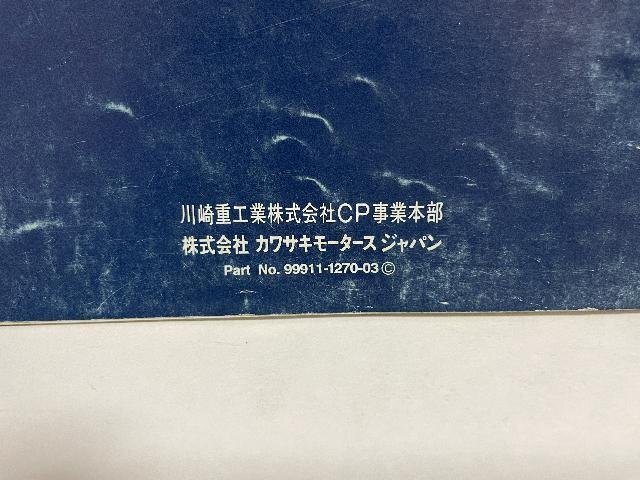 川崎重工業株式会社CP事業本部
株式会社 カワサキモータース ジャパン
Part No. 99911-1270-03 ©